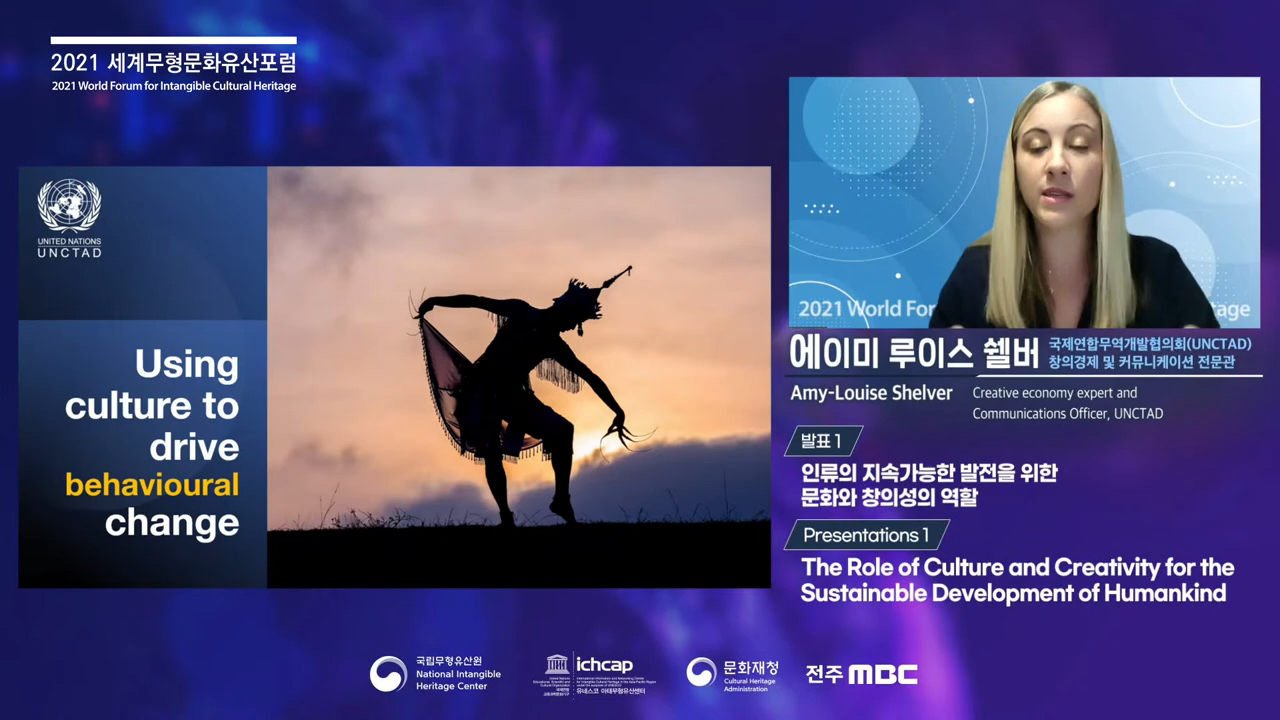 2021 세계무형문화유산포럼
2021 World Forum for Intangible Cultural Heritage
UNITED NATIONS
UNCTAD
Using
culture to
drive
behavioural
change
2021 World For
tage
에이미 루이스 쉘버
국제연합무역개발협의회(UNCTAD)
창의경제 및 커뮤니케이션 전문관
Amy-Louise Shelver
Creative economy expert and
Communications Officer, UNCTAD
발표 1
인류의 지속가능한 발전을 위한
문화와 창의성의 역할
Presentations 1
The Role of Culture and Creativity for the
Sustainable Development of Humankind
국립무형유산원
National Intangible
Heritage Center
ichcap
유네스코 아태무형유산센터
문화재청
Cultural Heritage
Administration
전주 MBC